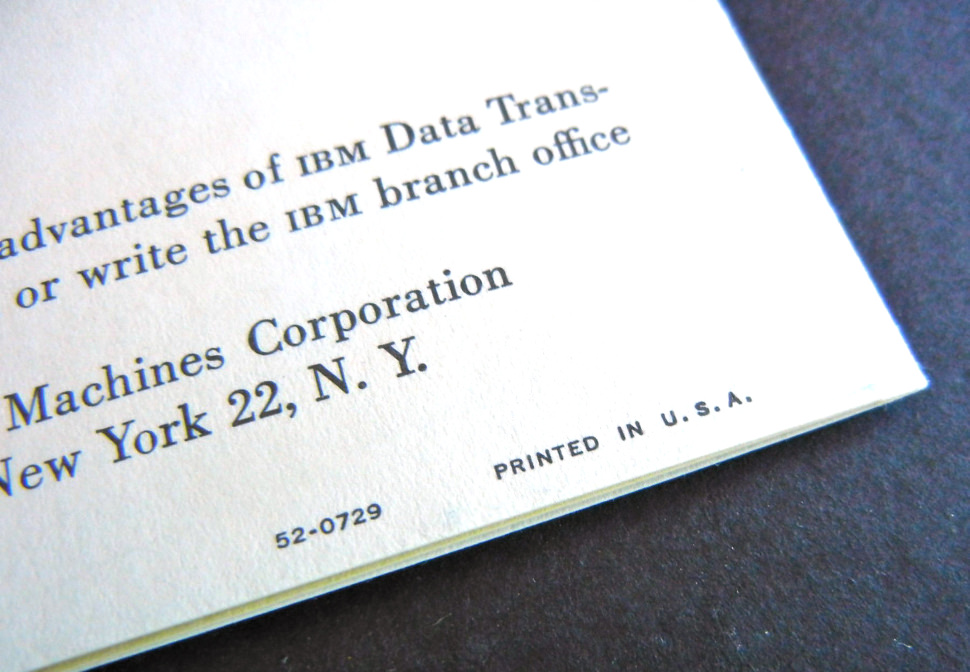 advantages of IBM Data Trans-
or write the IBM branch office
Machines Corporation
New York 22, N. Y.
52-0729
PRINTED IN U.S.A.